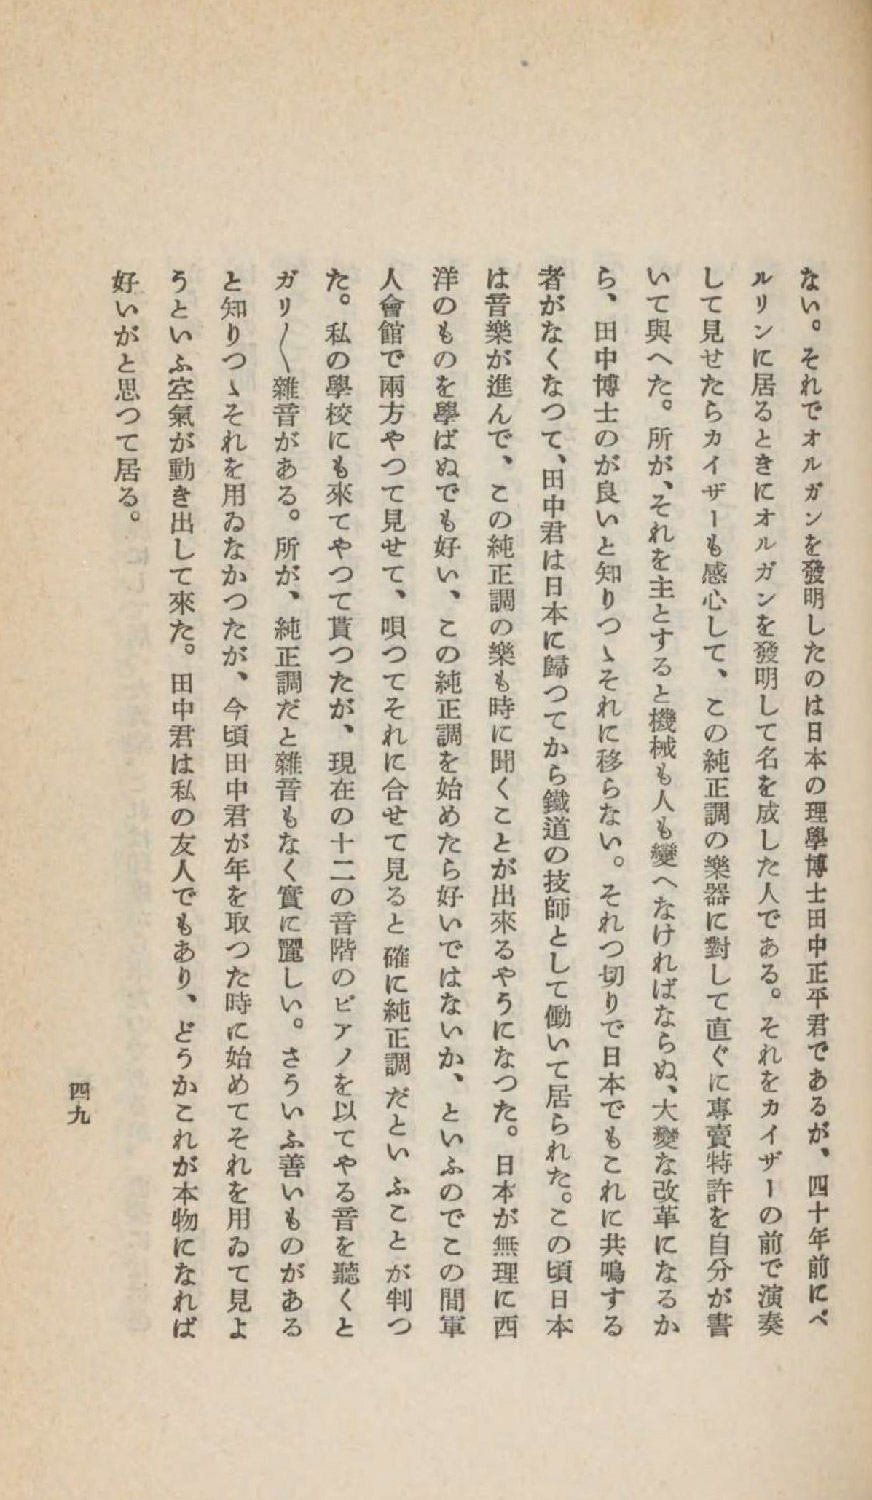 ない。それでオルガンを發明したのは日本の理學博士田中正平君であるが、四十年前にベ
ルリンに居るときにオルガンを發明して名を成した人である。それをカイザーの前で演奏
して見せたらカイザーも感心して、この純正調の樂器に對して直ぐに專賣特許を自分が書
いて與へた。所が、それを主とすると機械も人も變へなければならぬ、大變な改革になるか
ら、田中博士のが良いと知りつゝそれに移らない。それつ切りで日本でもこれに共鳴する
者がなくなつて、田中君は日本に歸つてから鐵道の技師として働いて居られた。この頃日本
は音樂が進んで、この純正調の樂も時に聞くことが出來るやうになつた。日本が無理に西
洋のものを學ばぬでも好い、この純正調を始めたら好いではないか、といふのでこの間軍
人會館で兩方やつて見せて、唄つてそれに合せて見ると確に純正調だといふことが判つ
た。私の學校にも來てやつて貰つたが、現在の十二の音階のピアノを以てやる音を聽くと
ガリ〳〵雜音がある。所が、純正調だと雜音もなく實に麗しい。さういふ善いものがある
と知りつゝそれを用ゐなかつたが、今頃田中君が年を取つた時に始めてそれを用ゐて見よ
うといふ空氣が動き出して來た。田中君は私の友人でもあり、どうかこれが本物になれば
好いがと思つて居る。
四九